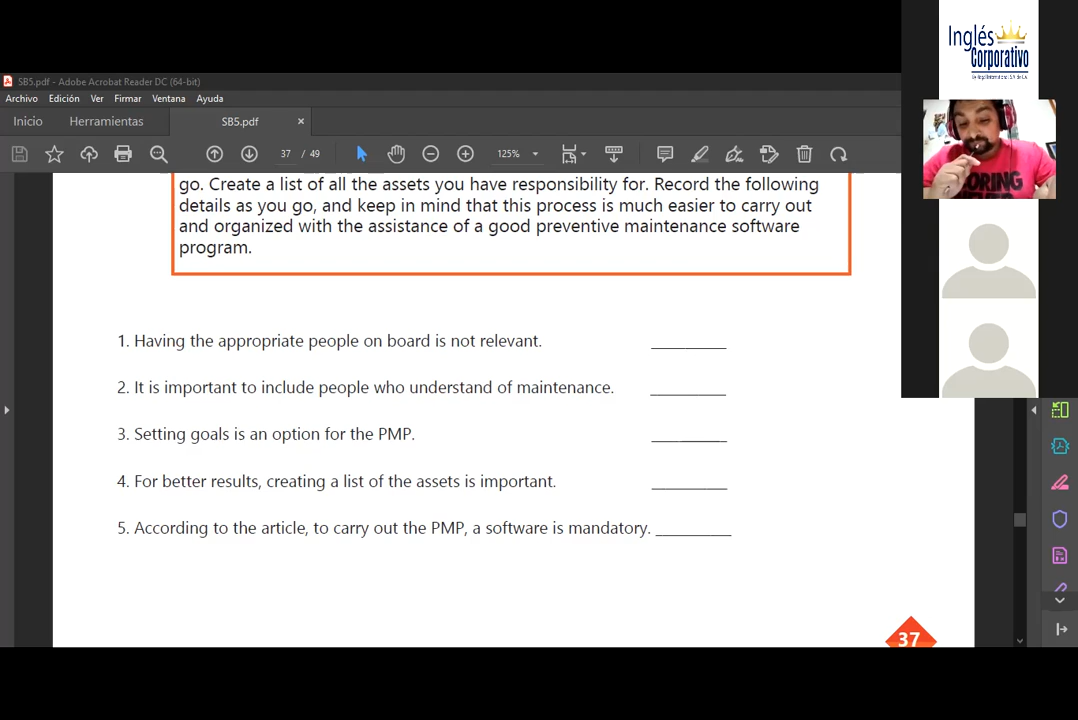 Inglés
Corporativo
SB5.pdf - Adobe Acrobat Reader DC (64-bit)
Archivo Edición Ver Firmar Ventana Ayuda
Inicio Herramientas SB5.pdf ×
37 / 49 125%
go. Create a list of all the assets you have responsibility for. Record the following
details as you go, and keep in mind that this process is much easier to carry out
and organized with the assistance of a good preventive maintenance software
program.
1. Having the appropriate people on board is not relevant. _________
2. It is important to include people who understand of maintenance. _________
3. Setting goals is an option for the PMP. _________
4. For better results, creating a list of the assets is important. _________
5. According to the article, to carry out the PMP, a software is mandatory. _________
37